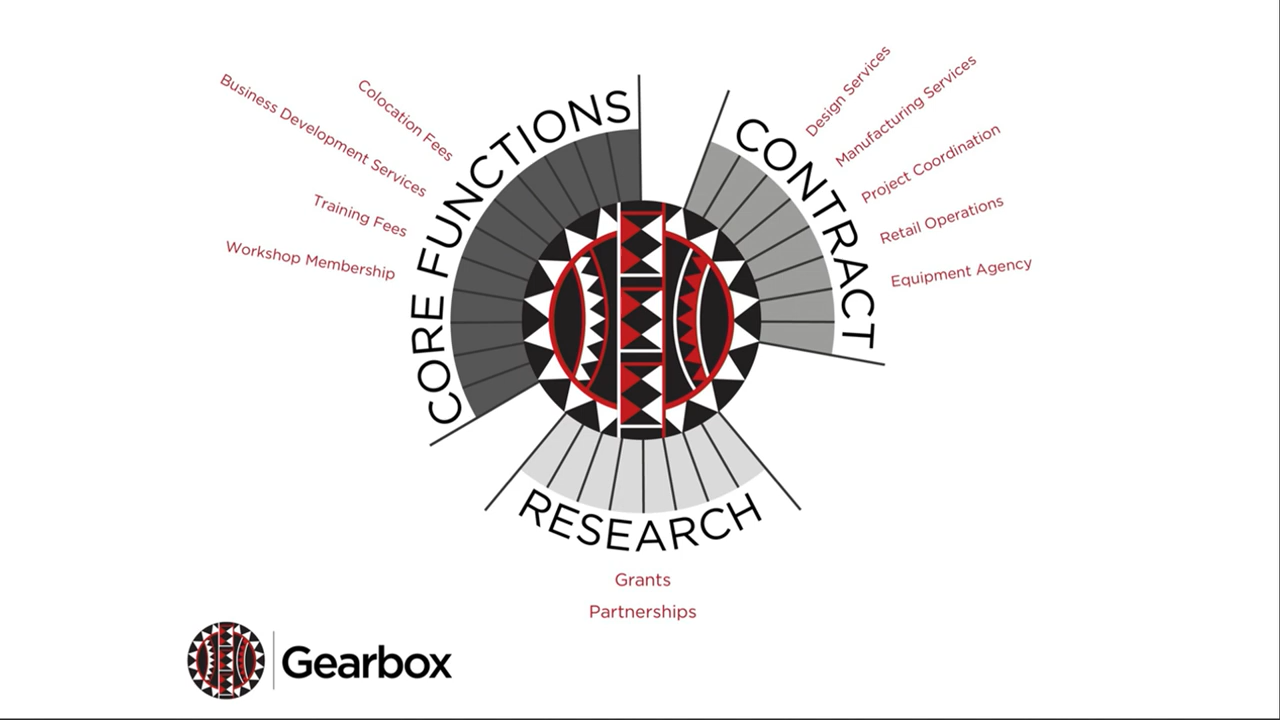 CORE FUNCTIONS
Colocation Fees
Business Development Services
Training Fees
Workshop Membership
CONTRACT
Design Services
Manufacturing Services
Project Coordination
Retail Operations
Equipment Agency
RESEARCH
Grants
Partnerships
Gearbox